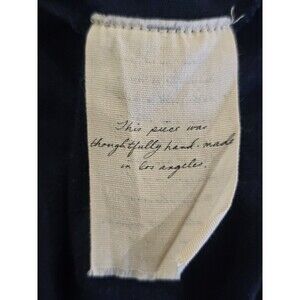 This piece was
thoughtfully hand-made
in los angeles.